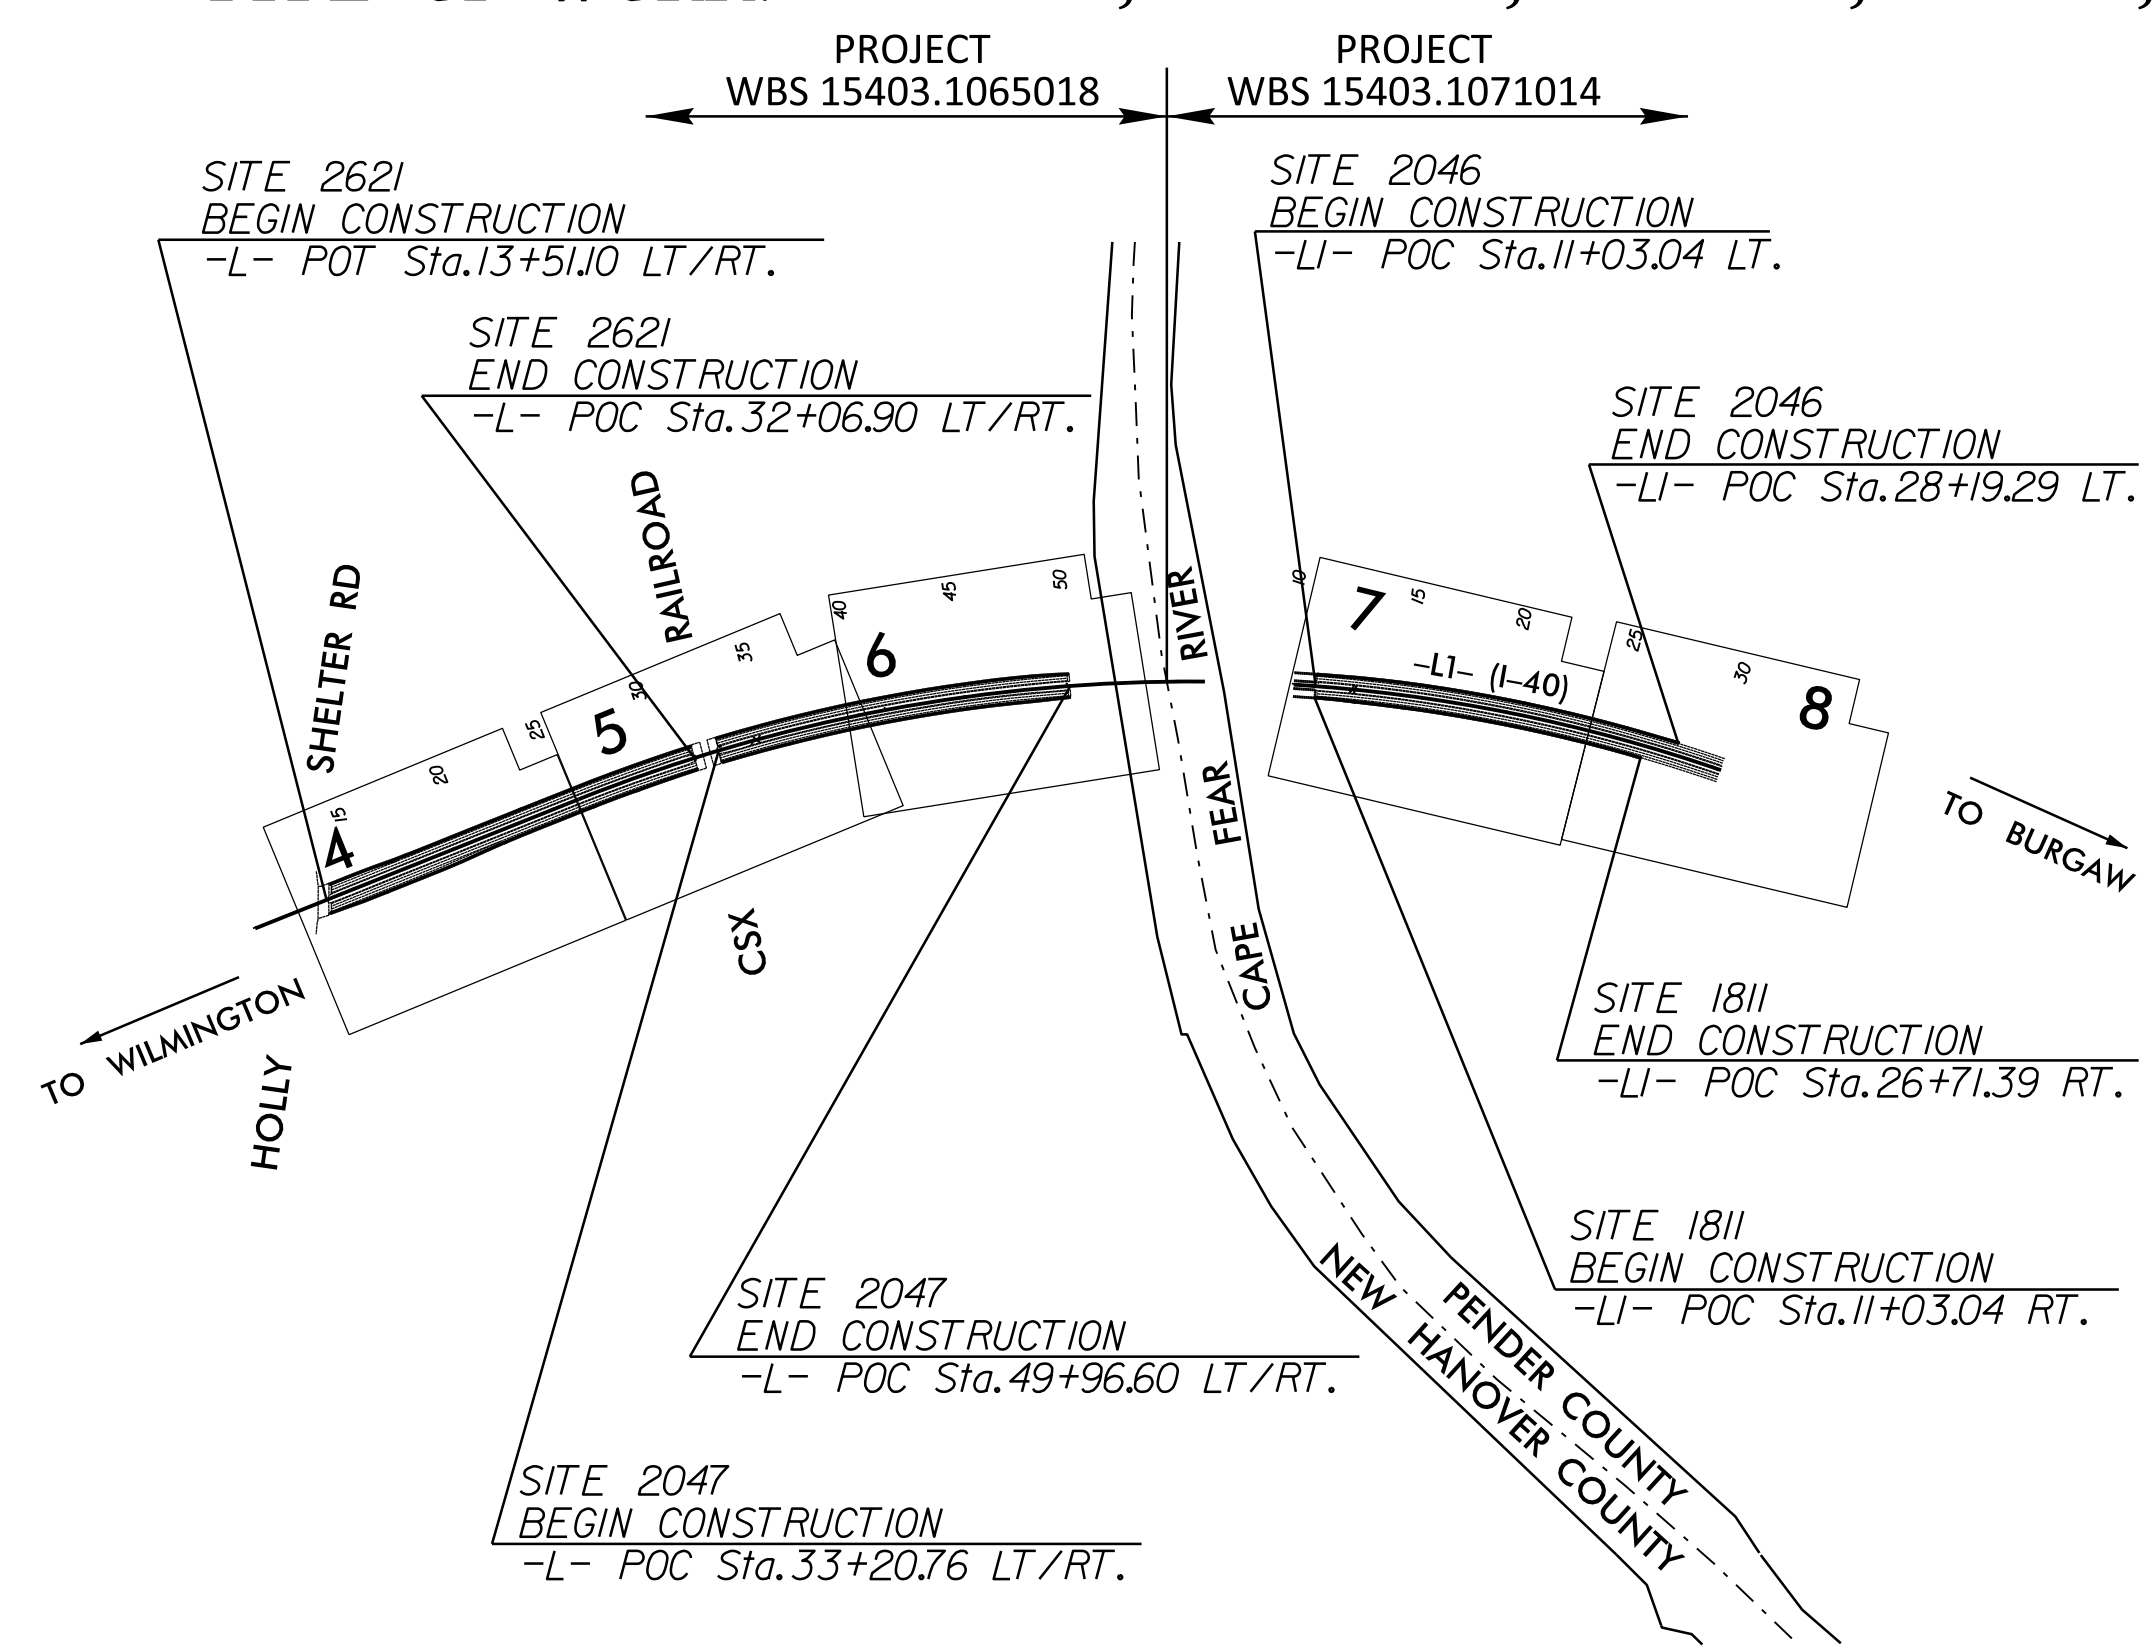 PROJECT
WBS 15403.1065018
PROJECT
WBS 15403.1071014
SITE 2621
BEGIN CONSTRUCTION
-L- POT Sta.13+51.10 LT/RT.
SITE 2046
BEGIN CONSTRUCTION
-L1- POC Sta.11+03.04 LT.
SITE 2621
END CONSTRUCTION
-L- POC Sta.32+06.90 LT/RT.
SITE 2046
END CONSTRUCTION
-L1- POC Sta.28+19.29 LT.
HOLLY SHELTER RD
CSX RAILROAD
CAPE FEAR RIVER
4
15
20
25
5
30
35
40
6
45
50
10
7
15
20
-L1- (I-40)
25
30
8
TO BURGAW
TO WILMINGTON
SITE 1811
END CONSTRUCTION
-L1- POC Sta.26+71.39 RT.
SITE 1811
BEGIN CONSTRUCTION
-L1- POC Sta.11+03.04 RT.
SITE 2047
END CONSTRUCTION
-L- POC Sta.49+96.60 LT/RT.
SITE 2047
BEGIN CONSTRUCTION
-L- POC Sta.33+20.76 LT/RT.
PENDER COUNTY
NEW HANOVER COUNTY